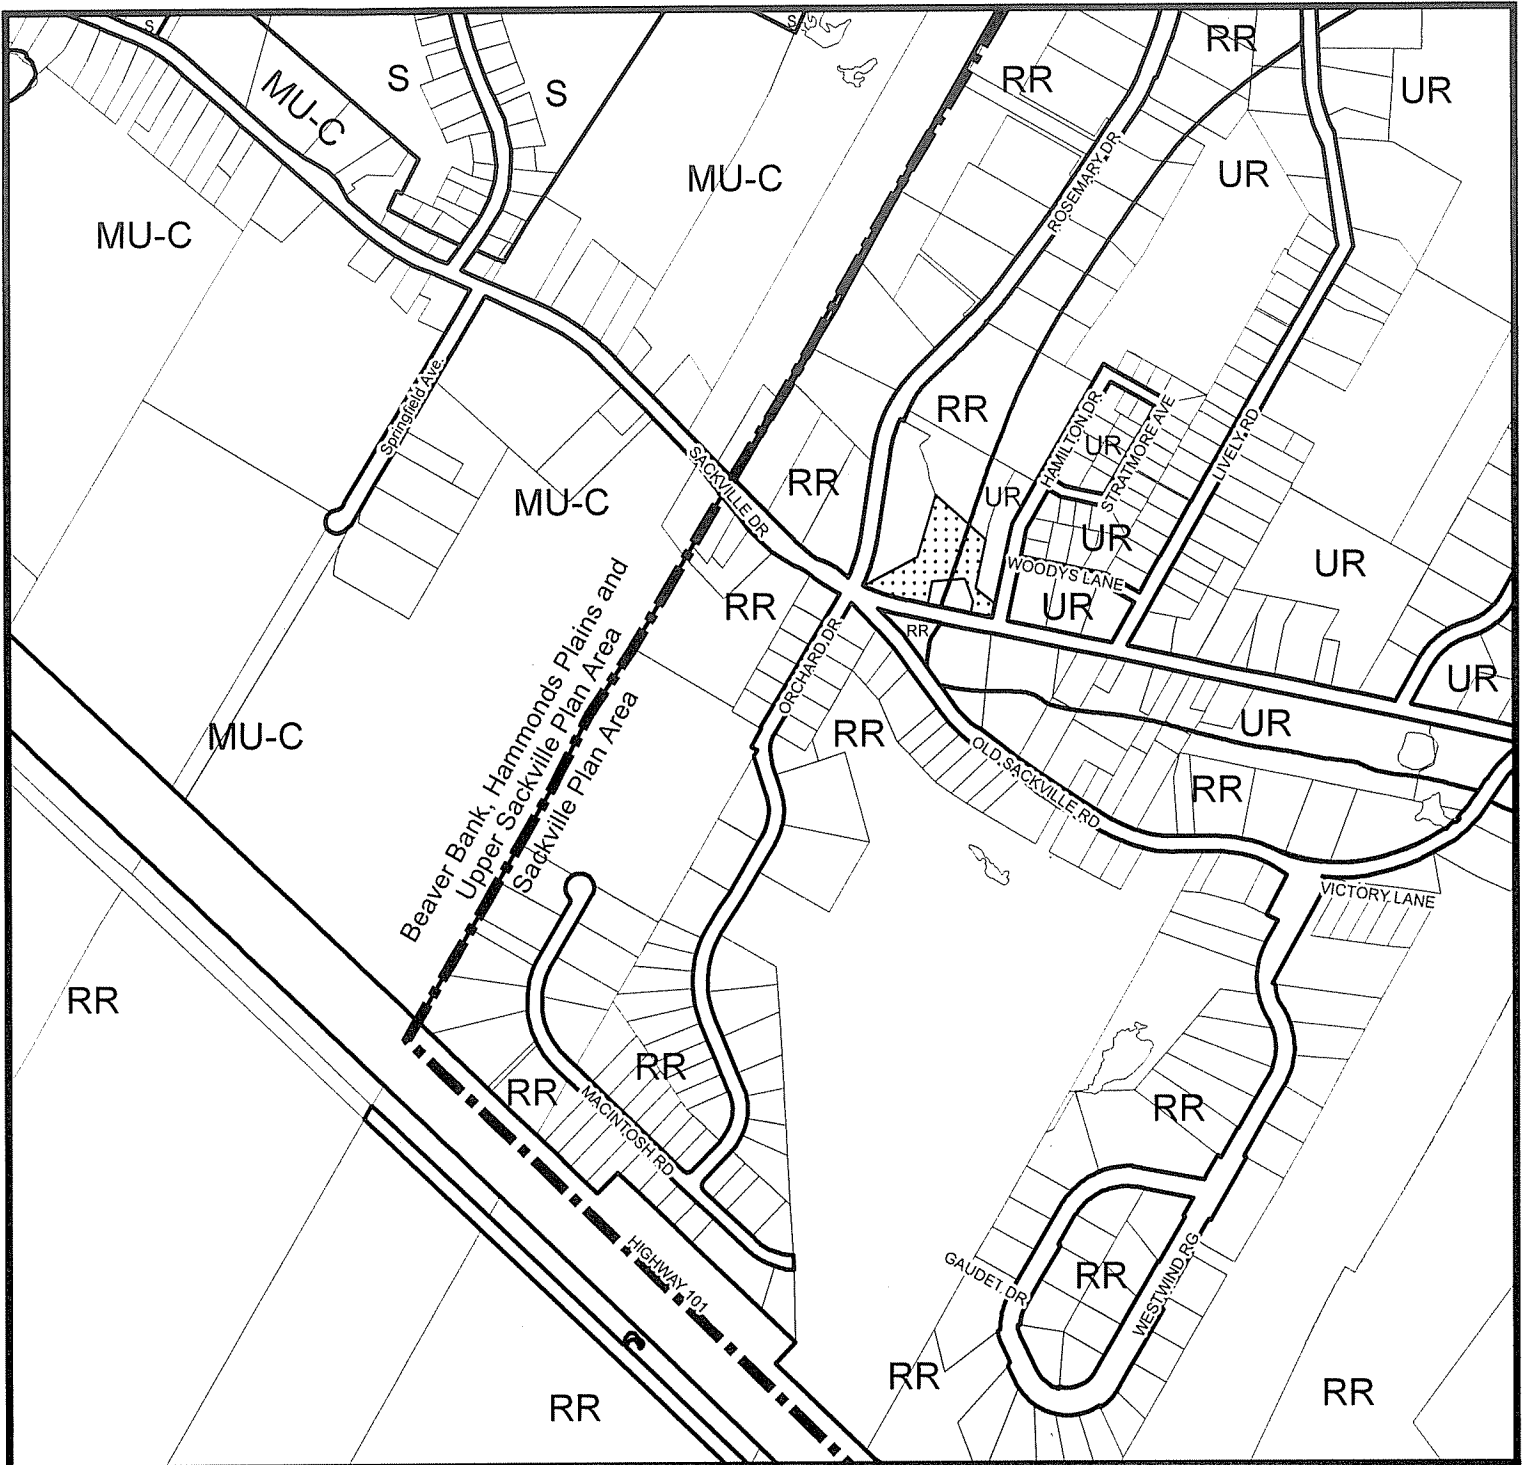 S
S
RR
RR
UR
MU-C
S
S
MU-C
MU-C
UR
ROSEMARY DR
MU-C
Springfield Ave.
RR
HAMILTON DR
UR
STRATMORE AVE
LIVELY RD
SACKVILLE DR
RR
MU-C
UR
UR
WOODYS LANE
UR
UR
RR
RR
ORCHARD DR
Beaver Bank, Hammonds Plains and
Upper Sackville Plan Area
Sackville Plan Area
UR
UR
MU-C
RR
OLD SACKVILLE RD
RR
VICTORY LANE
RR
RR
RR
MACINTOSH RD
RR
HIGHWAY 101
GAUDET DR
RR
WESTWIND RG
RR
RR
RR